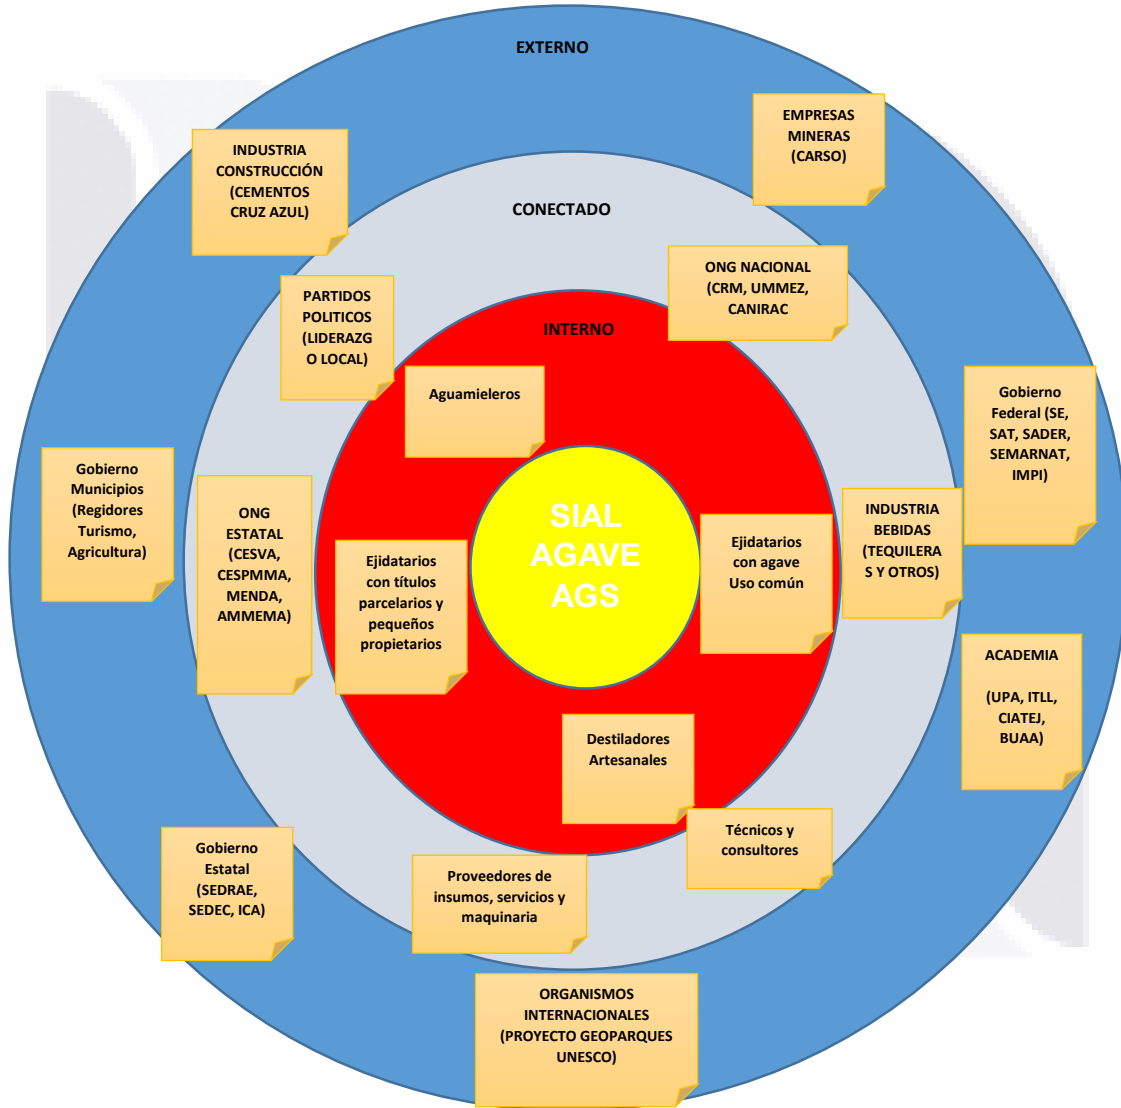 EXTERNO
EMPRESAS
MINERAS
(CARSO)
INDUSTRIA
CONSTRUCCIÓN
(CEMENTOS
CRUZ AZUL)
CONECTADO
ONG NACIONAL
(CRM, UMMEZ,
CANIRAC
PARTIDOS
POLITICOS
(LIDERAZG
O LOCAL)
INTERNO
Aguamieleros
Gobierno
Federal (SE,
SAT, SADER,
SEMARNAT,
IMPI)
Gobierno
Municipios
(Regidores
Turismo,
Agricultura)
ONG
ESTATAL
(CESVA,
CESPMMA,
MENDA,
AMMEMA)
Ejidatarios
con títulos
parcelarios y
pequeños
propietarios
SIAL
AGAVE
AGS
Ejidatarios
con agave
Uso común
INDUSTRIA
BEBIDAS
(TEQUILERA
S Y OTROS)
ACADEMIA
(UPA, ITLL,
CIATEJ,
BUAA)
Destiladores
Artesanales
Técnicos y
consultores
Gobierno
Estatal
(SEDRAE,
SEDEC, ICA)
Proveedores de
insumos, servicios y
maquinaria
ORGANISMOS
INTERNACIONALES
(PROYECTO GEOPARQUES
UNESCO)